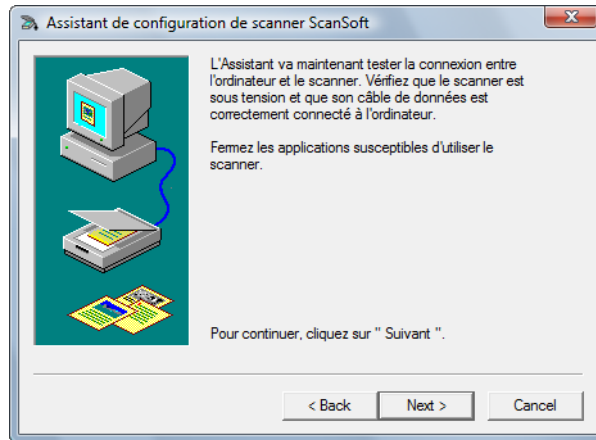 Assistant de configuration de scanner ScanSoft
L'Assistant va maintenant tester la connexion entre
l'ordinateur et le scanner. Vérifiez que le scanner est
sous tension et que son câble de données est
correctement connecté à l'ordinateur.
Fermez les applications susceptibles d'utiliser le
scanner.
Pour continuer, cliquez sur " Suivant ".
< Back
Next >
Cancel